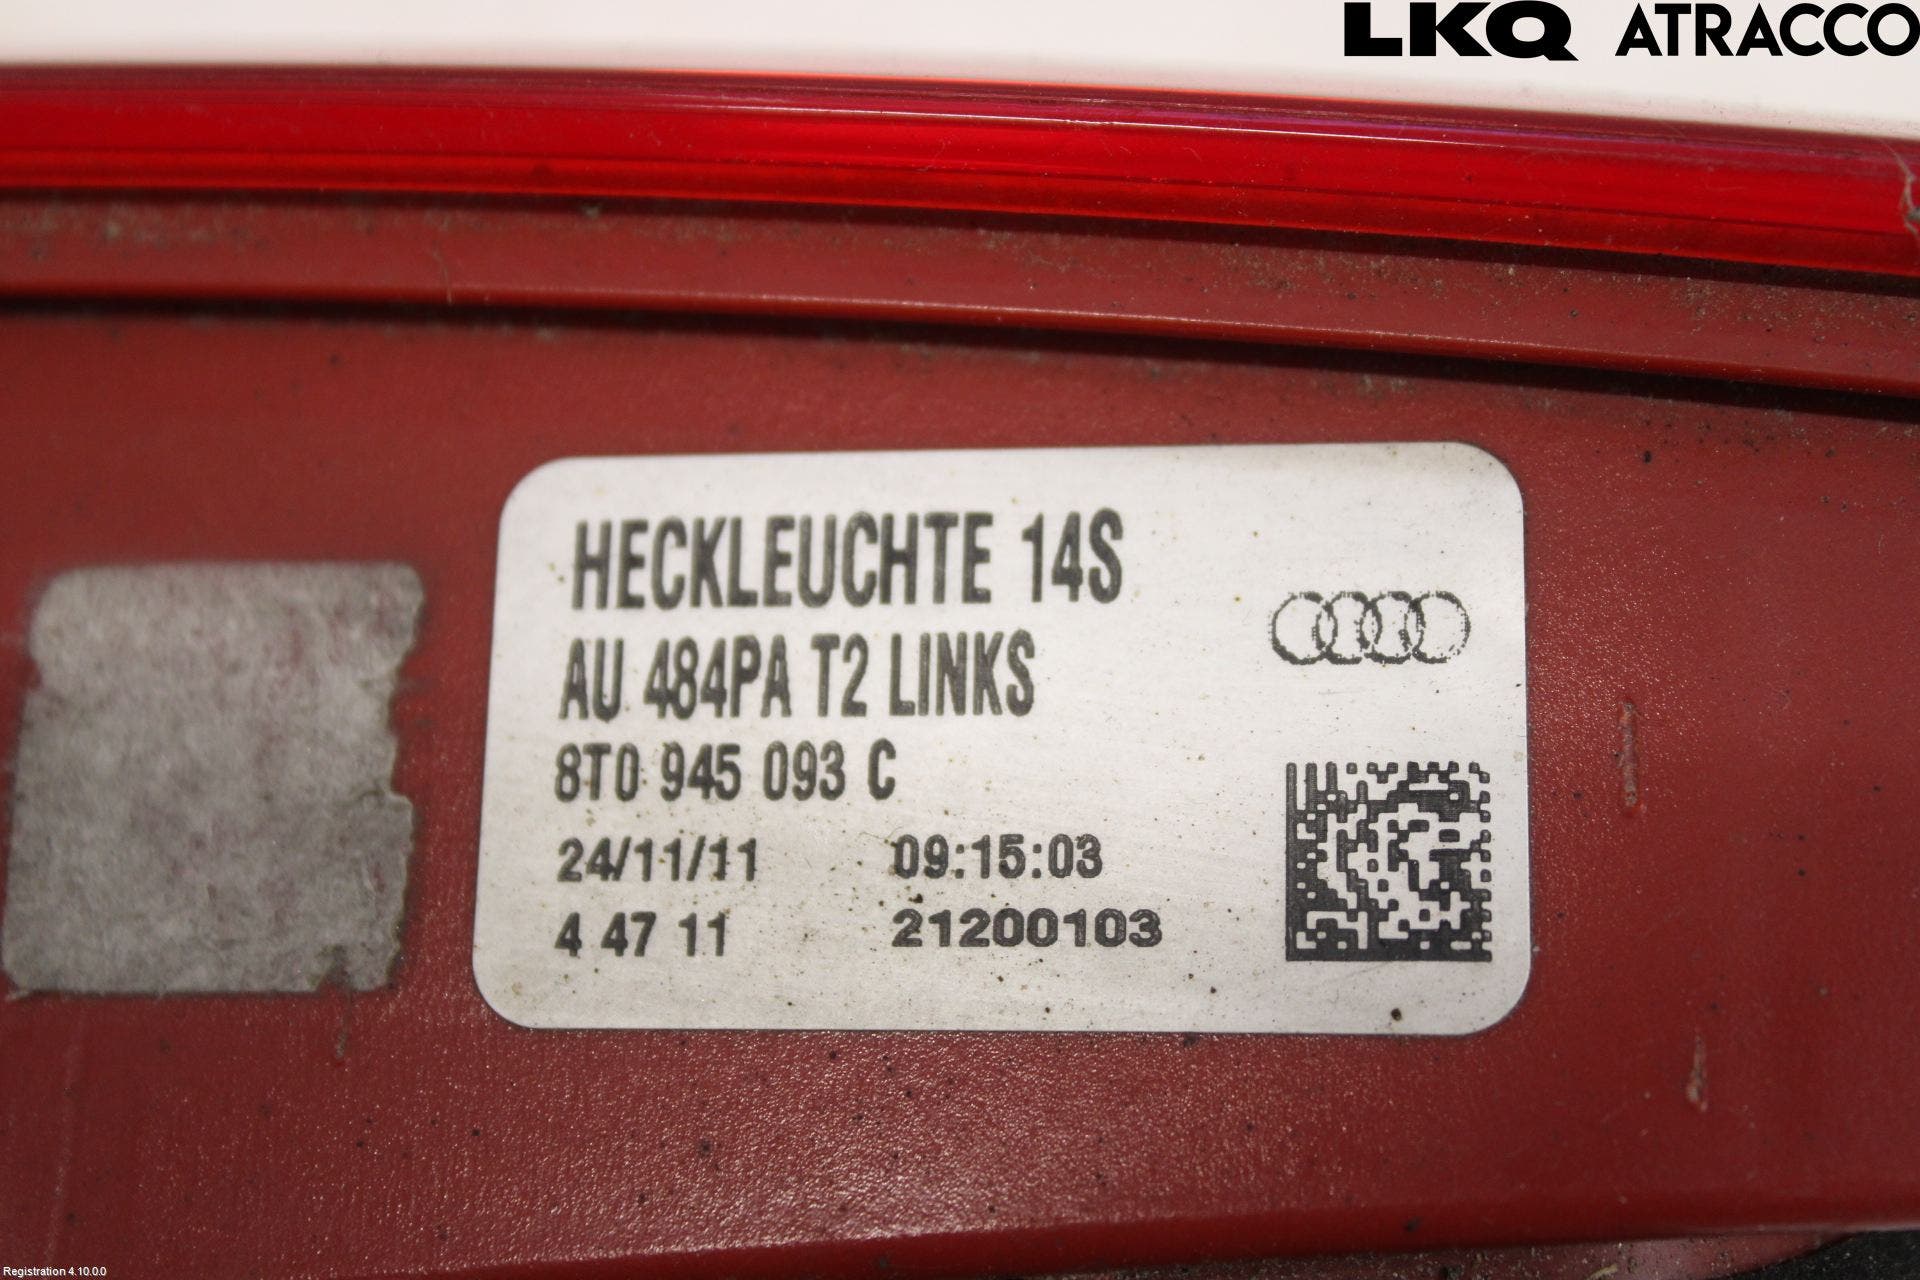 LKQ ATRACCO
HECKLEUCHTE 14S
AU 484PA T2 LINKS
8T0 945 093 C
24/11/11 09:15:03
4 47 11 21200103
Registration 4.10.0.0